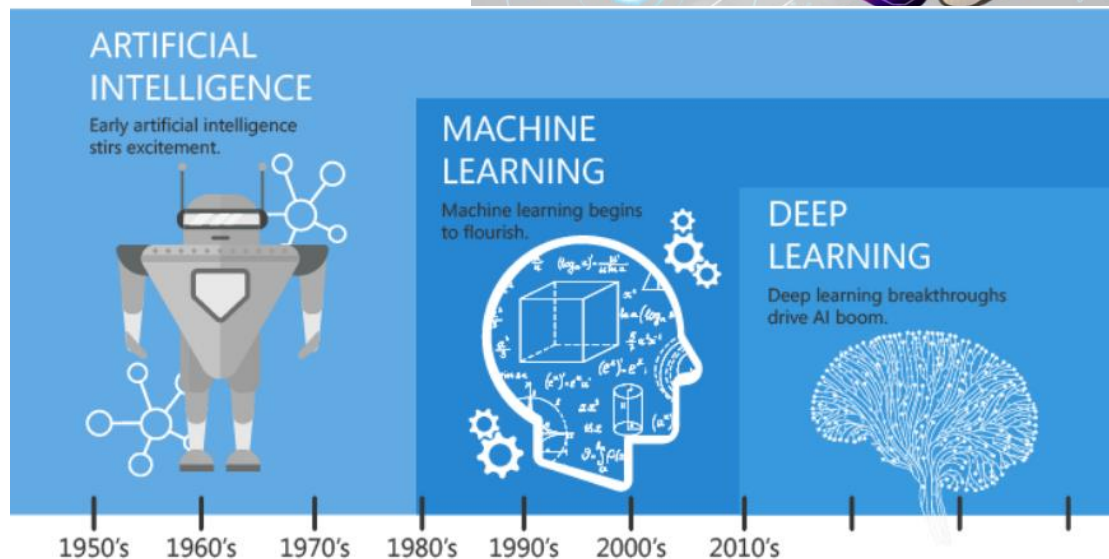 ARTIFICIAL
INTELLIGENCE
Early artificial intelligence
stirs excitement.
MACHINE
LEARNING
Machine learning begins
to flourish.
DEEP
LEARNING
Deep learning breakthroughs
drive AI boom.
1950's 1960's 1970's 1980's 1990's 2000's 2010's